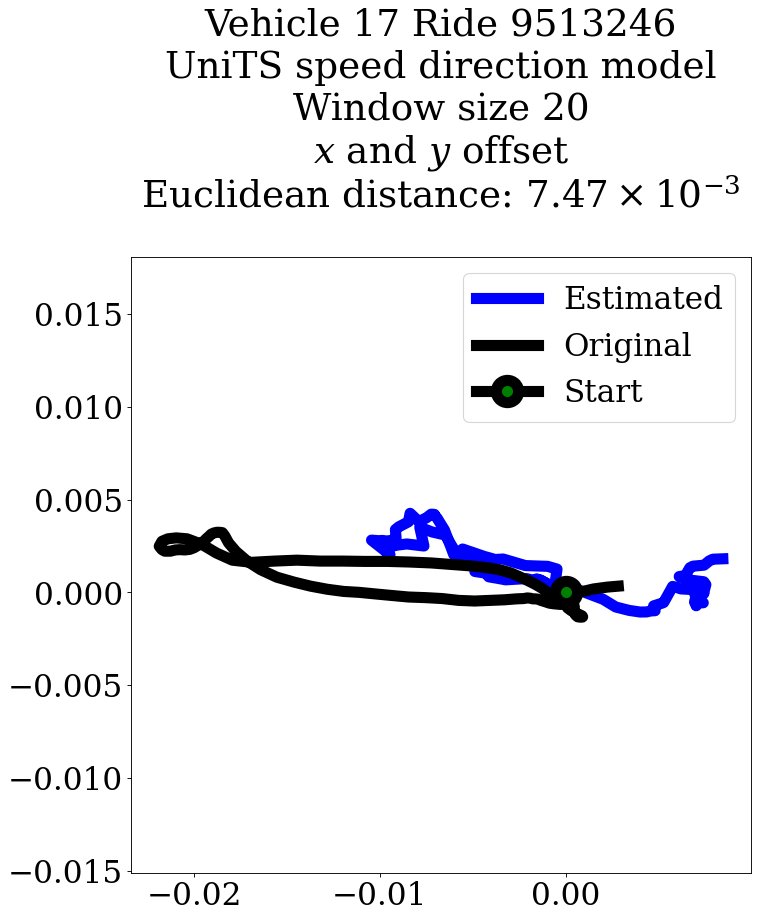 Vehicle 17 Ride 9513246
UniTS speed direction model
Window size 20
x and y offset
Euclidean distance: 7.47 × 10⁻³
Estimated
Original
Start
0.015
0.010
0.005
0.000
−0.005
−0.010
−0.015
−0.02
−0.01
0.00